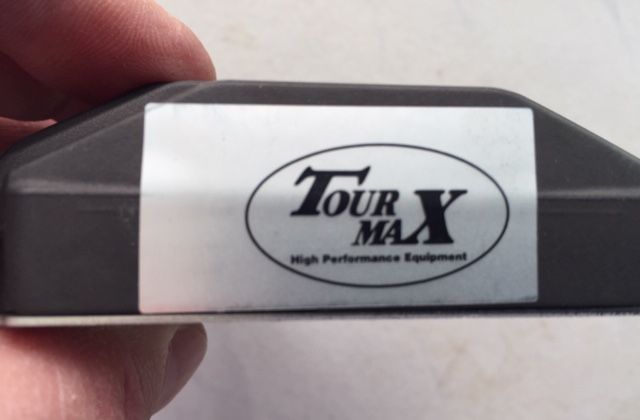 TOUR
MAX
High Performance Equipment